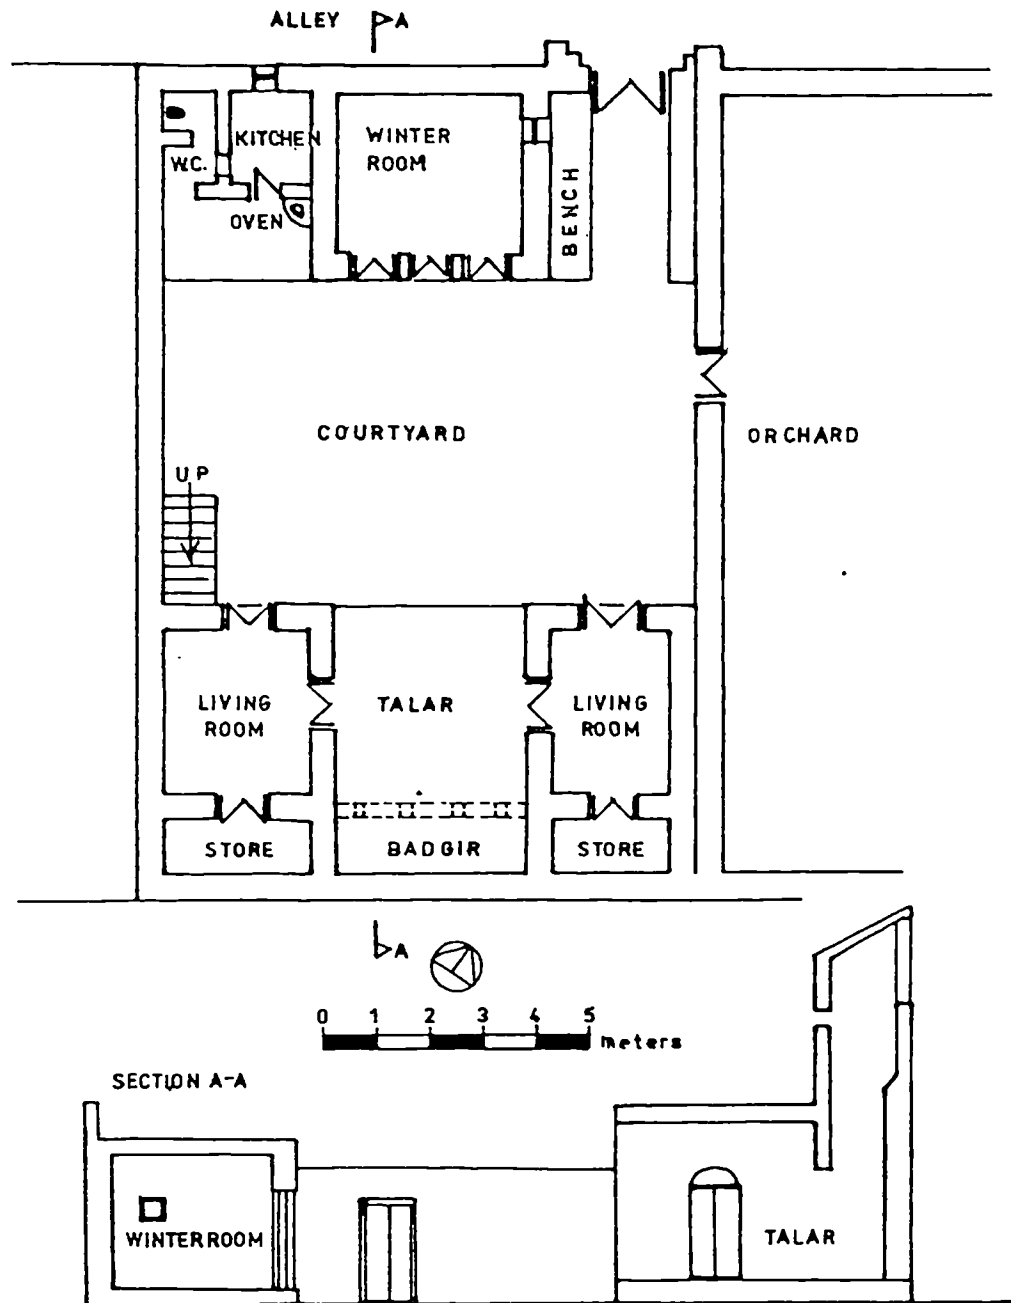 ALLEY
A
KITCHEN
WINTER
ROOM
W.C.
OVEN
BENCH
COURTYARD
ORCHARD
UP
LIVING
ROOM
TALAR
LIVING
ROOM
STORE
BADGIR
STORE
A
0 1 2 3 4 5
meters
SECTION A-A
WINTERROOM
TALAR